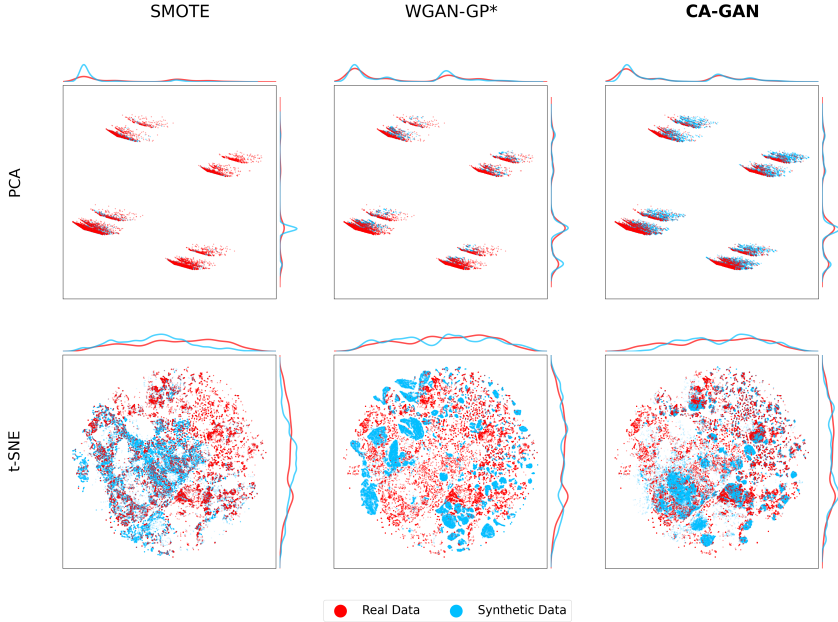 SMOTE WGAN-GP* CA-GAN
PCA
t-SNE
Real Data Synthetic Data